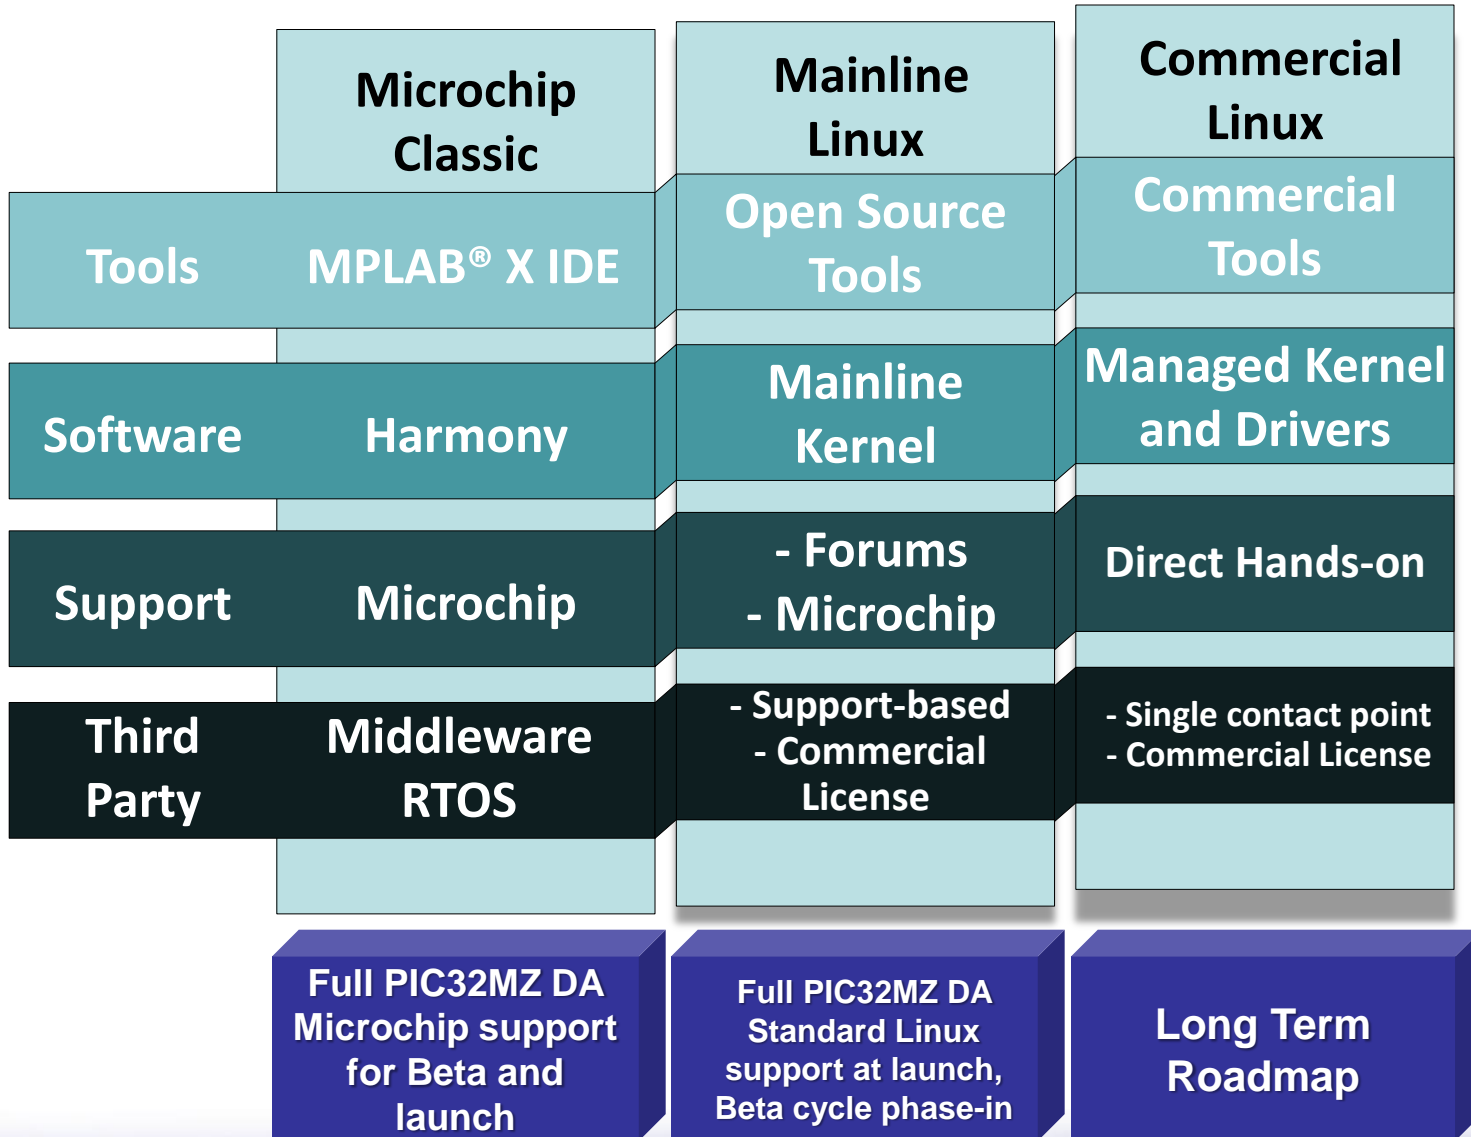 Microchip
Classic
Mainline
Linux
Commercial
Linux
Tools
MPLAB® X IDE
Open Source
Tools
Commercial
Tools
Software
Harmony
Mainline
Kernel
Managed Kernel
and Drivers
Support
Microchip
- Forums
- Microchip
Direct Hands-on
Third
Party
Middleware
RTOS
- Support-based
- Commercial
License
- Single contact point
- Commercial License
Full PIC32MZ DA
Microchip support
for Beta and
launch
Full PIC32MZ DA
Standard Linux
support at launch,
Beta cycle phase-in
Long Term
Roadmap